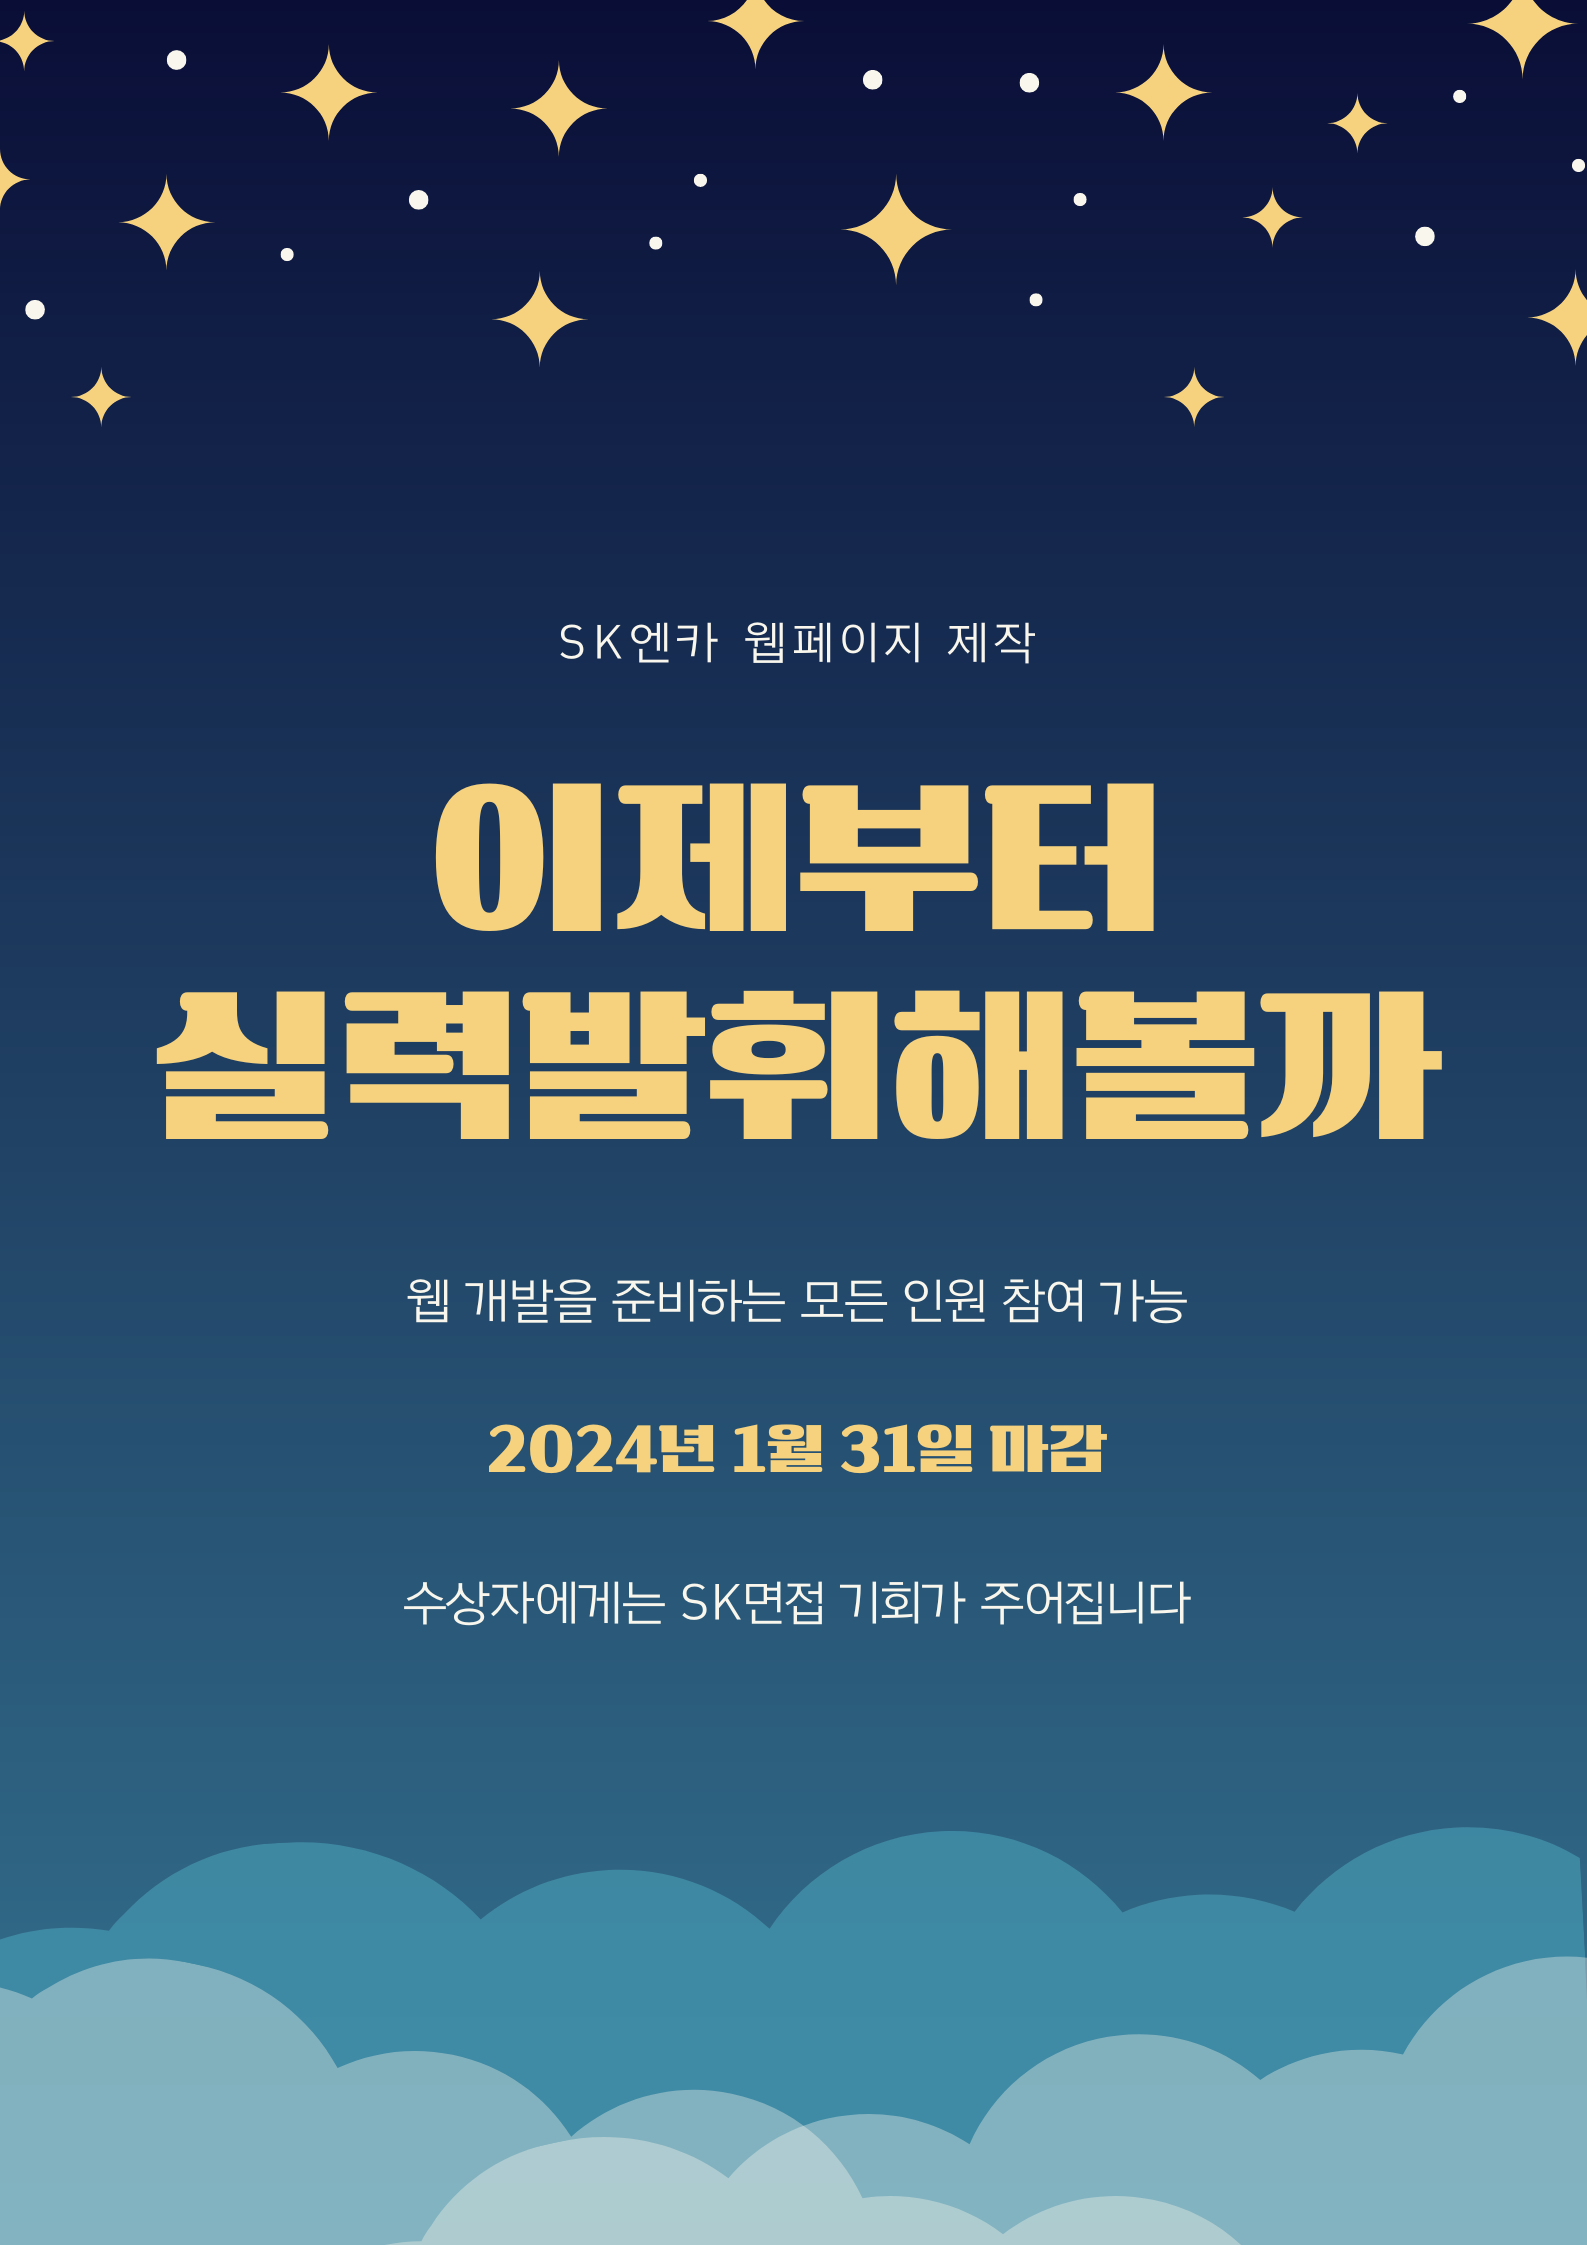 SK엔카 웹페이지 제작
이제부터
실력발휘해볼까
웹 개발을 준비하는 모든 인원 참여 가능
2024년 1월 31일 마감
수상자에게는 SK면접 기회가 주어집니다